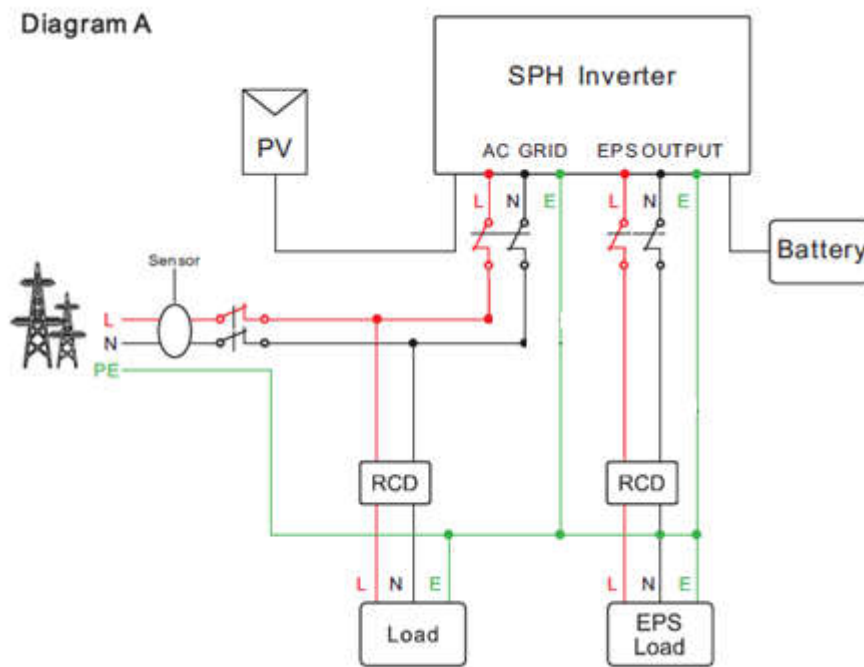 Diagram A
SPH Inverter
PV
AC GRID EPS OUTPUT
L N E L N E
Battery
Sensor
L
N
PE
RCD RCD
L N E L N E
Load
EPS
Load